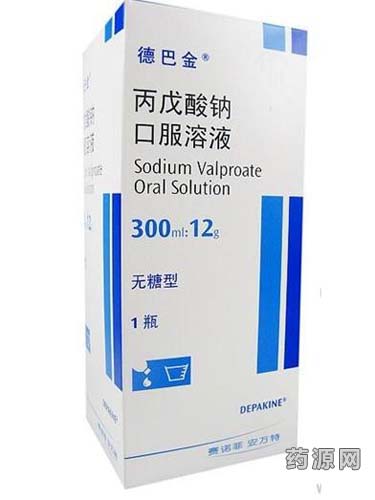 德巴金®
丙戊酸钠
口服溶液
Sodium Valproate
Oral Solution
300ml:12g
无糖型
1瓶
DEPAKINE®
赛诺菲 安万特
药源网